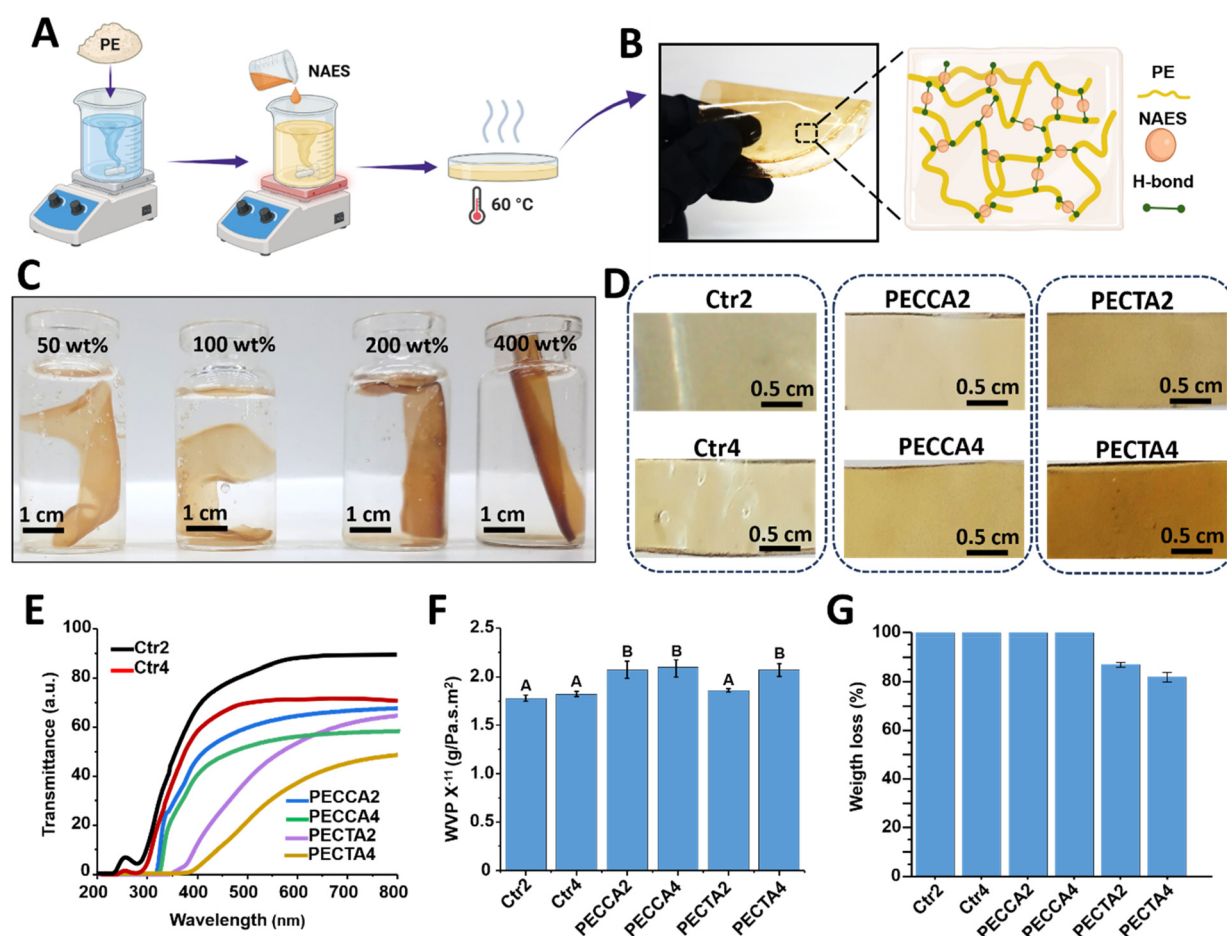 A
PE
NAES
60 °C
B
PE
NAES
H-bond
C
50 wt%
100 wt%
200 wt%
400 wt%
1 cm
1 cm
1 cm
1 cm
D
Ctr2
PECCA2
PECTA2
0.5 cm
0.5 cm
0.5 cm
Ctr4
PECCA4
PECTA4
0.5 cm
0.5 cm
0.5 cm
E
Transmittance (a.u.)
100
80
60
40
20
0
Ctr2
Ctr4
PECCA2
PECCA4
PECTA2
PECTA4
200 300 400 500 600 700 800
Wavelength (nm)
F
WVP X⁻¹¹ (g/Pa.s.m²)
2.5
2
1.5
1
0.5
0
A A B B A B
Ctr2 Ctr4 PECCA2 PECCA4 PECTA2 PECTA4
G
Weigth loss (%)
100
80
60
40
20
0
Ctr2 Ctr4 PECCA2 PECCA4 PECTA2 PECTA4